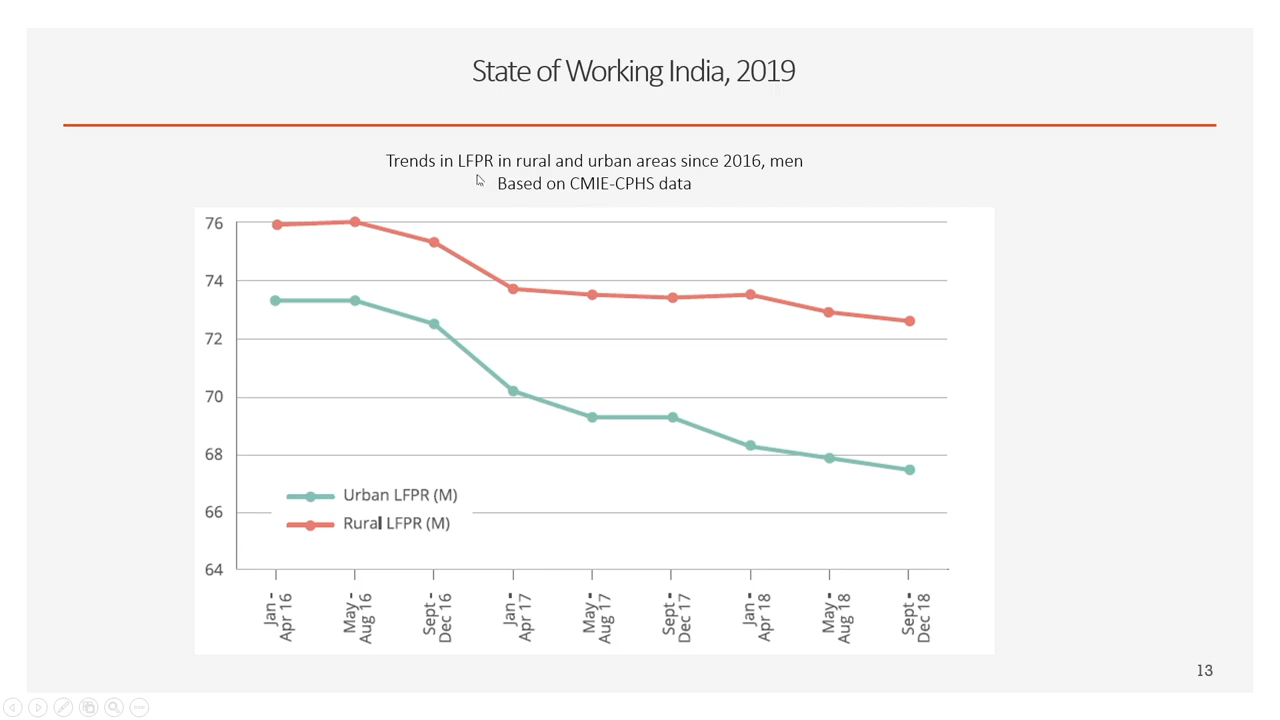 State of Working India, 2019
Trends in LFPR in rural and urban areas since 2016, men
Based on CMIE-CPHS data
76
74
72
70
68
66
64
Urban LFPR (M)
Rural LFPR (M)
Jan -
Apr 16
May -
Aug 16
Sept -
Dec 16
Jan -
Apr 17
May -
Aug 17
Sept -
Dec 17
Jan -
Apr 18
May -
Aug 18
Sept -
Dec 18
13